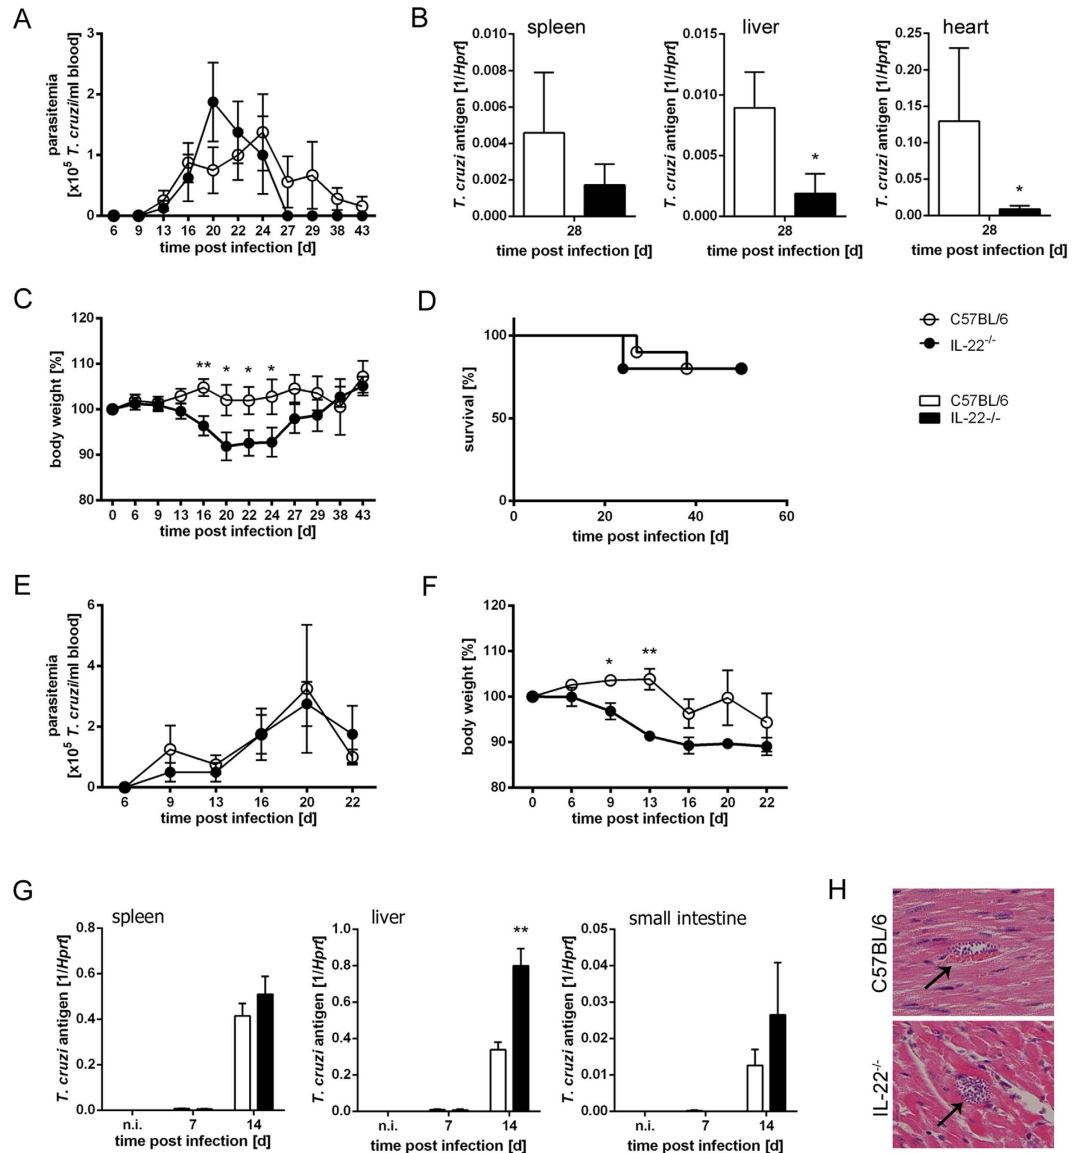 A
parasitemia
[x10⁵ T. cruzi/ml blood]
3
2
1
0
6 9 13 16 20 22 24 27 29 38 43
time post infection [d]
B
spleen
T. cruzi antigen [1/Hprt]
0.010
0.008
0.006
0.004
0.002
0.000
28
time post infection [d]
liver
T. cruzi antigen [1/Hprt]
0.015
0.010
0.005
0.000
*
28
time post infection [d]
heart
T. cruzi antigen [1/Hprt]
0.25
0.20
0.15
0.10
0.05
0.00
*
28
time post infection [d]
C
body weight [%]
120
110
100
90
80
** * * *
0 6 9 13 16 20 22 24 27 29 38 43
time post infection [d]
D
survival [%]
100
50
0
0 20 40 60
time post infection [d]
C57BL/6
IL-22⁻/⁻
C57BL/6
IL-22-/-
E
parasitemia
[x10⁵ T. cruzi/ml blood]
6
4
2
0
6 9 13 16 20 22
time post infection [d]
F
body weight [%]
120
110
100
90
80
* **
0 6 9 13 16 20 22
time post infection [d]
G
spleen
T. cruzi antigen [1/Hprt]
0.8
0.6
0.4
0.2
0.0
n.i. 7 14
time post infection [d]
liver
T. cruzi antigen [1/Hprt]
1.0
0.8
0.6
0.4
0.2
0.0
**
n.i. 7 14
time post infection [d]
small intestine
T. cruzi antigen [1/Hprt]
0.05
0.04
0.03
0.02
0.01
0.00
n.i. 7 14
time post infection [d]
H
C57BL/6
IL-22⁻/⁻